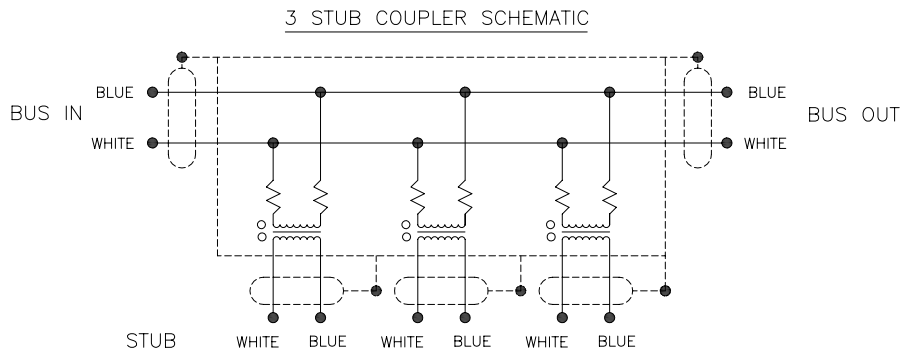 3 STUB COUPLER SCHEMATIC
BLUE
BLUE
BUS IN
BUS OUT
WHITE
WHITE
STUB
WHITE BLUE WHITE BLUE WHITE BLUE